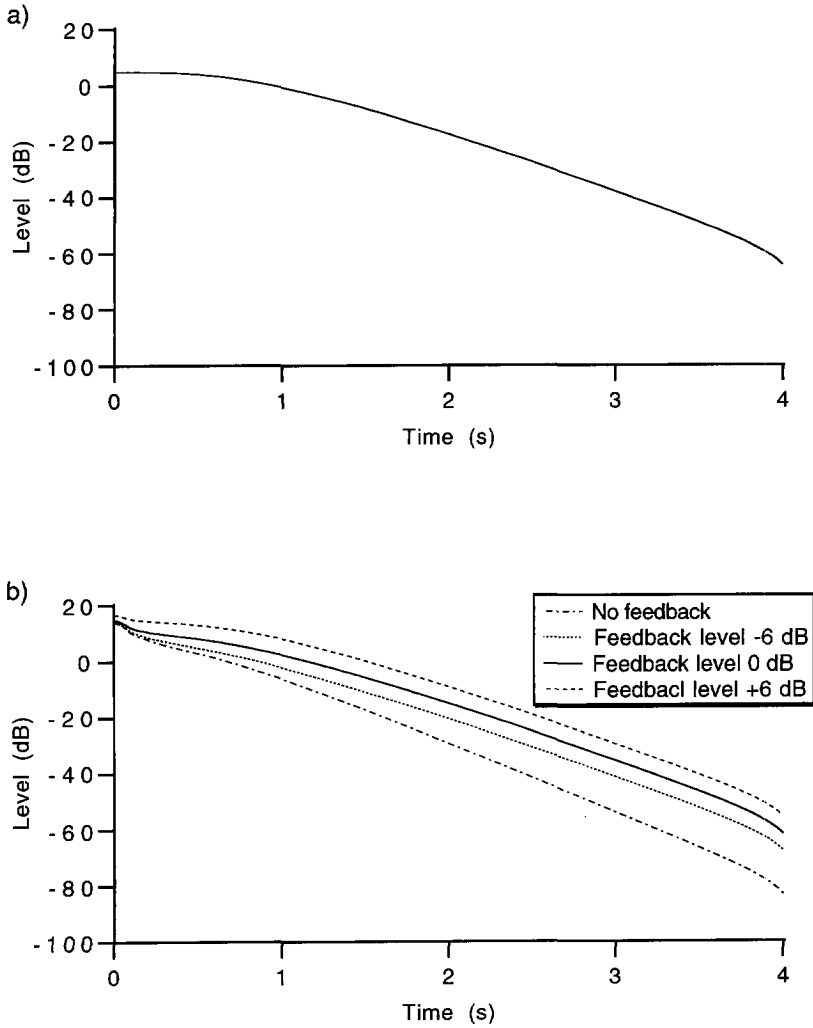 a)
20
0
-20
-40
-60
-80
-100
Level (dB)
0 1 2 3 4
Time (s)
b)
20
0
-20
-40
-60
-80
-100
Level (dB)
No feedback
Feedback level -6 dB
Feedback level 0 dB
Feedbacl level +6 dB
0 1 2 3 4
Time (s)